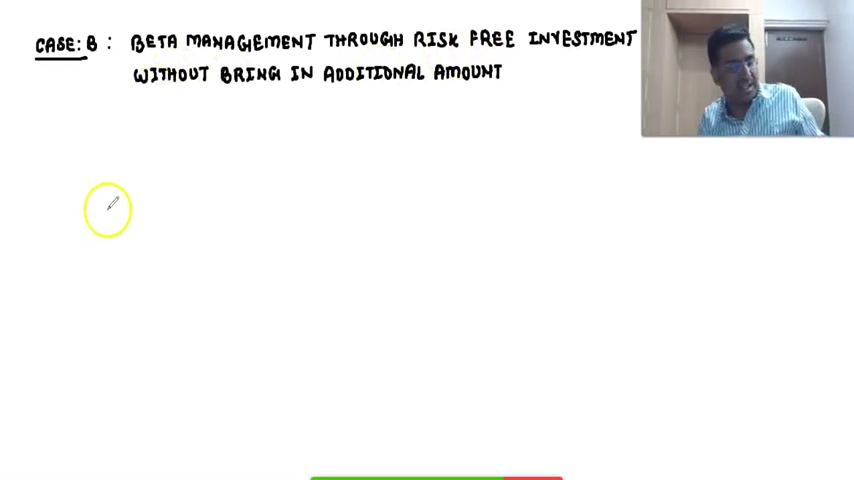 CASE: B : BETA MANAGEMENT THROUGH RISK FREE INVESTMENT
WITHOUT BRING IN ADDITIONAL AMOUNT